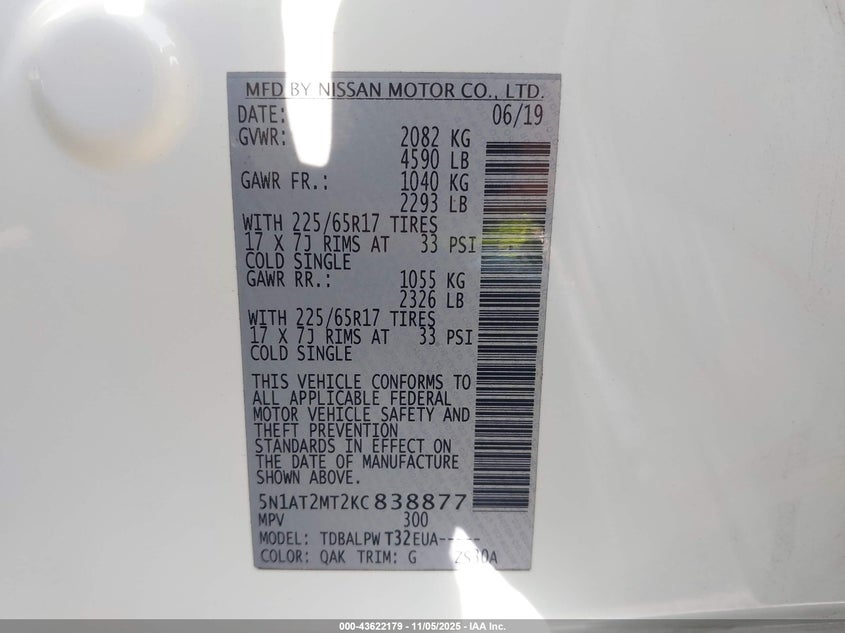 MFD BY NISSAN MOTOR CO., LTD.
DATE: 06/19
GVWR: 2082 KG
4590 LB
GAWR FR.: 1040 KG
2293 LB
WITH 225/65R17 TIRES
17 X 7J RIMS AT 33 PSI
COLD SINGLE
GAWR RR.: 1055 KG
2326 LB
WITH 225/65R17 TIRES
17 X 7J RIMS AT 33 PSI
COLD SINGLE
THIS VEHICLE CONFORMS TO
ALL APPLICABLE FEDERAL
MOTOR VEHICLE SAFETY AND
THEFT PREVENTION
STANDARDS IN EFFECT ON
THE DATE OF MANUFACTURE
SHOWN ABOVE.
5N1AT2MT2KC838877
MPV 300
MODEL: TDBALPW T32EUA-----
COLOR: QAK TRIM: G
000-43622179 - 11/05/2025 - IAA Inc.